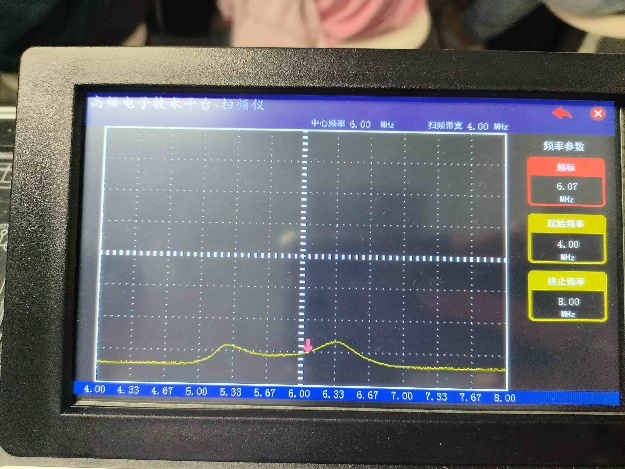 高频电子技术平台-扫频仪
中心频率 6.00 MHz 扫频带宽 4.00 MHz
频率参数
频标
6.07
MHz
起始频率
4.00
MHz
终止频率
8.00
MHz
4.00 4.33 4.67 5.00 5.33 5.67 6.00 6.33 6.67 7.00 7.33 7.67 8.00